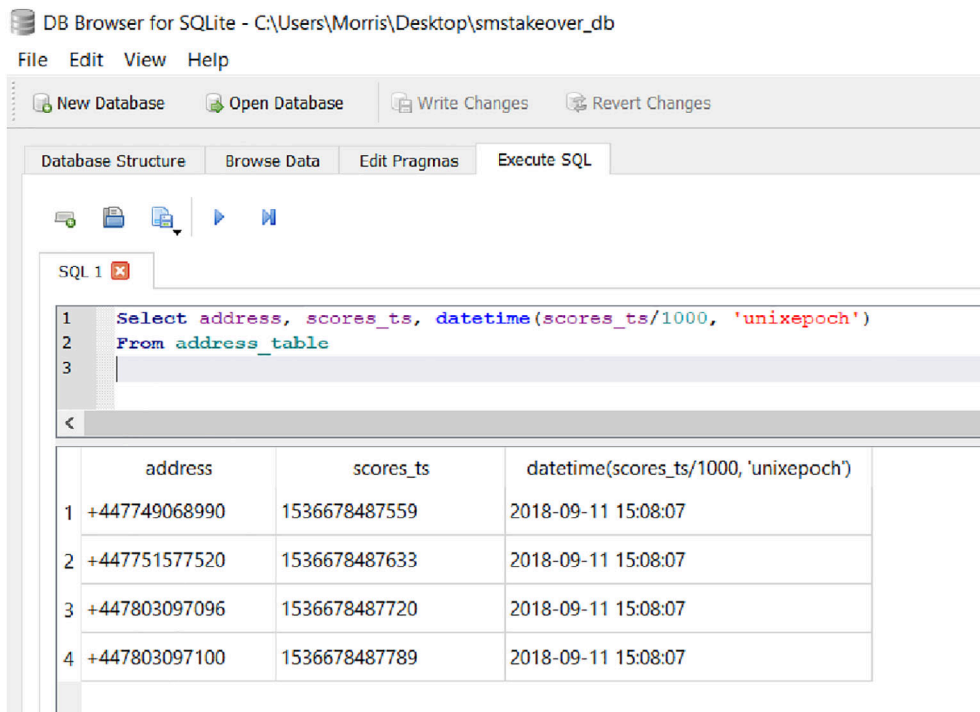 DB Browser for SQLite - C:\Users\Morris\Desktop\smstakeover_db
File Edit View Help
New Database Open Database Write Changes Revert Changes
Database Structure Browse Data Edit Pragmas Execute SQL
SQL 1
1 Select address, scores_ts, datetime(scores_ts/1000, 'unixepoch')
2 From address_table
3
address scores_ts datetime(scores_ts/1000, 'unixepoch')
1 +447749068990 1536678487559 2018-09-11 15:08:07
2 +447751577520 1536678487633 2018-09-11 15:08:07
3 +447803097096 1536678487720 2018-09-11 15:08:07
4 +447803097100 1536678487789 2018-09-11 15:08:07